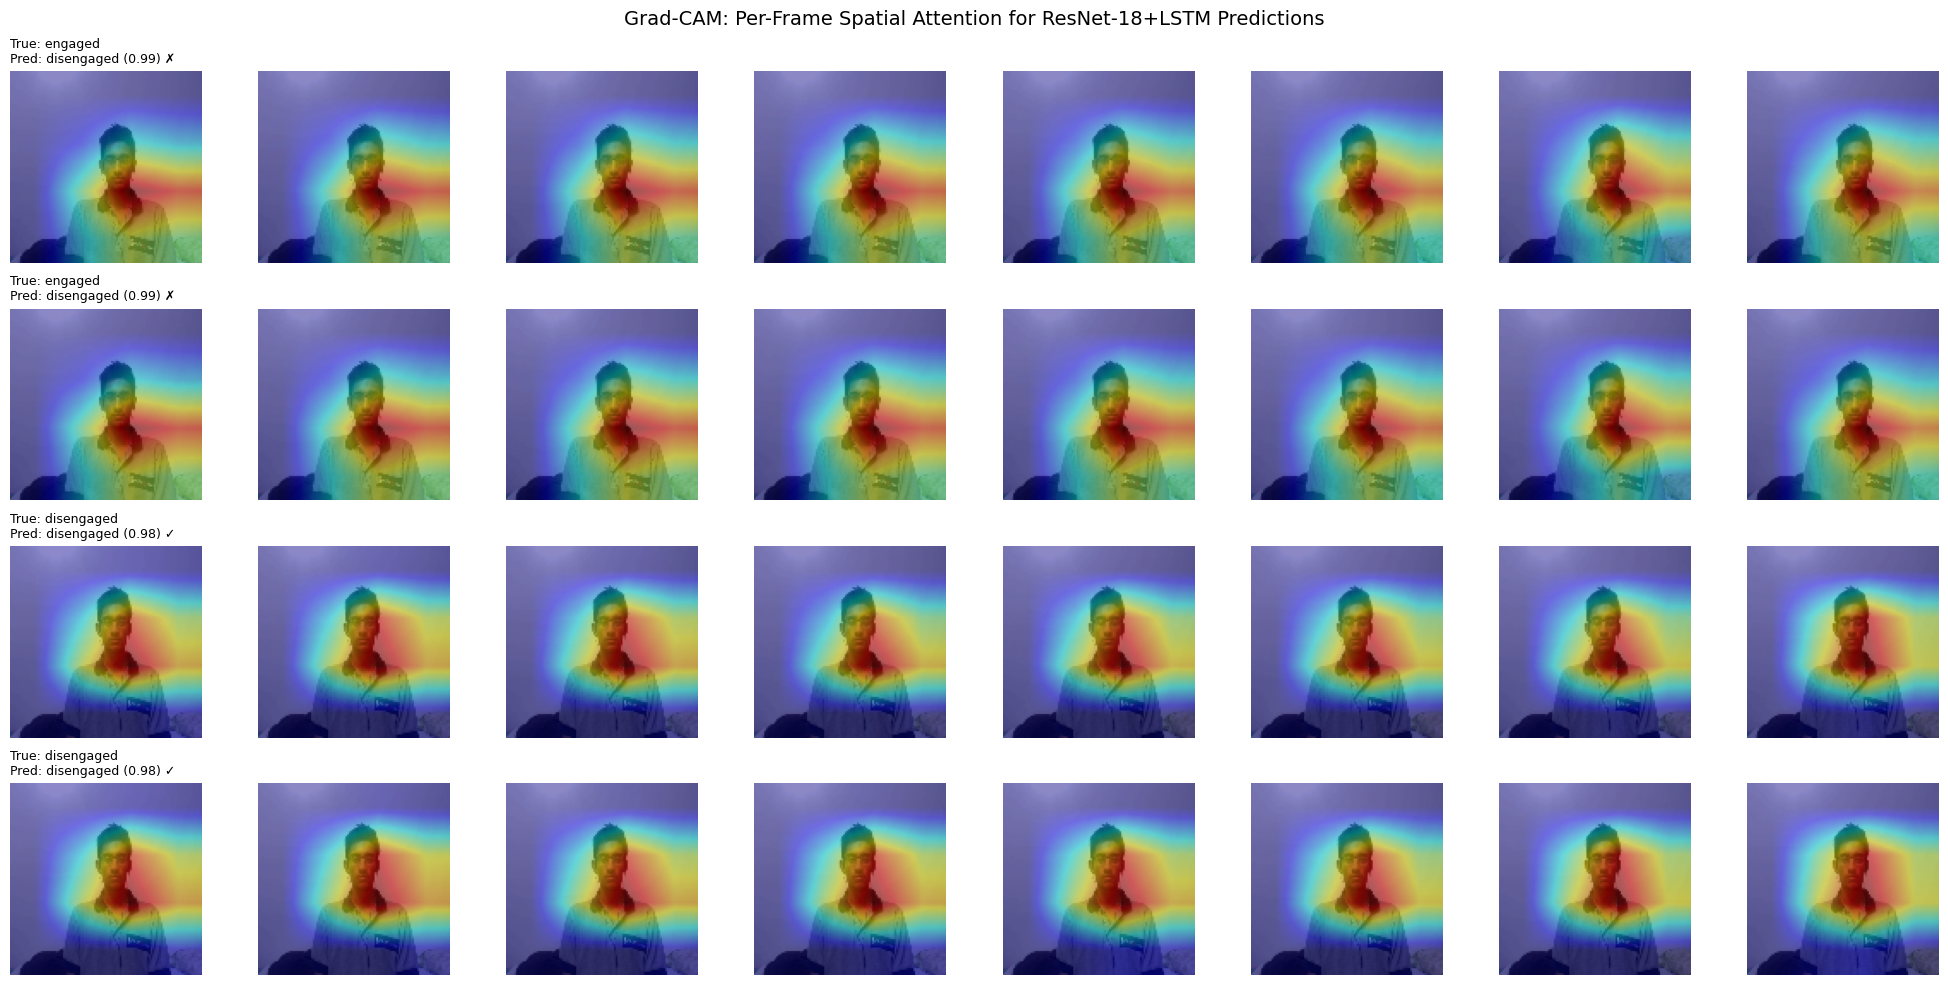 Grad-CAM: Per-Frame Spatial Attention for ResNet-18+LSTM Predictions
True: engaged
Pred: disengaged (0.99) ✗
True: engaged
Pred: disengaged (0.99) ✗
True: disengaged
Pred: disengaged (0.98) ✓
True: disengaged
Pred: disengaged (0.98) ✓